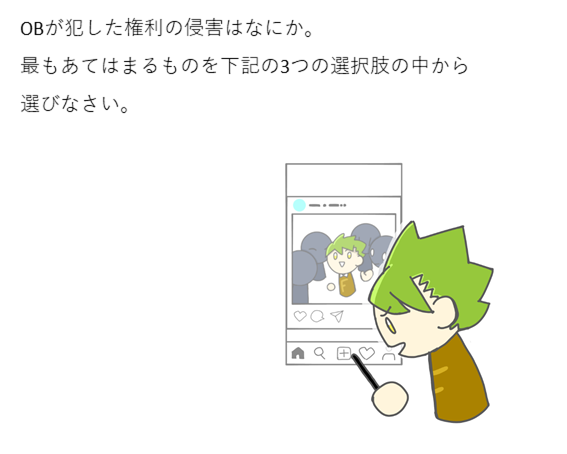 OBが犯した権利の侵害はなにか。
最もあてはまるものを下記の3つの選択肢の中から
選びなさい。